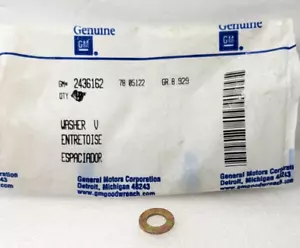 Genuine
GM
Genuine
GM
GM* 2436162 78 05122 GR 8.929
QTY
WASHER V
ENTRETOISE
ESPACIADOR
General Motors Corporation
Detroit, Michigan 48243
www.gmgoodwrench.com
General Motors Corporation
Detroit, Michigan 48243